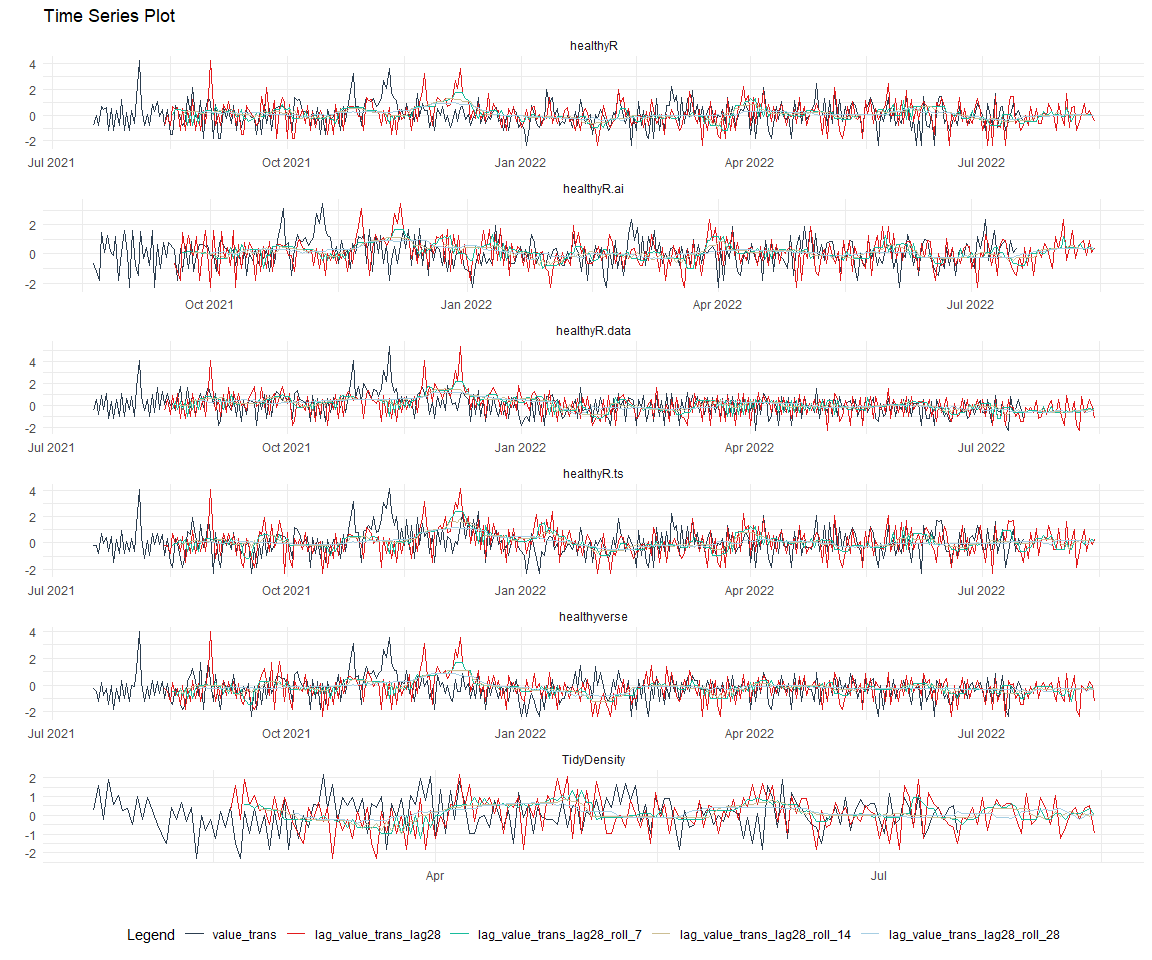 Time Series Plot
healthyR
4
2
0
-2
Jul 2021 Oct 2021 Jan 2022 Apr 2022 Jul 2022
healthyR.ai
2
0
-2
Oct 2021 Jan 2022 Apr 2022 Jul 2022
healthyR.data
4
2
0
-2
Jul 2021 Oct 2021 Jan 2022 Apr 2022 Jul 2022
healthyR.ts
4
2
0
-2
Jul 2021 Oct 2021 Jan 2022 Apr 2022 Jul 2022
healthyverse
4
2
0
-2
Jul 2021 Oct 2021 Jan 2022 Apr 2022 Jul 2022
TidyDensity
2
1
0
-1
-2
Apr Jul
Legend value_trans lag_value_trans_lag28 lag_value_trans_lag28_roll_7 lag_value_trans_lag28_roll_14 lag_value_trans_lag28_roll_28